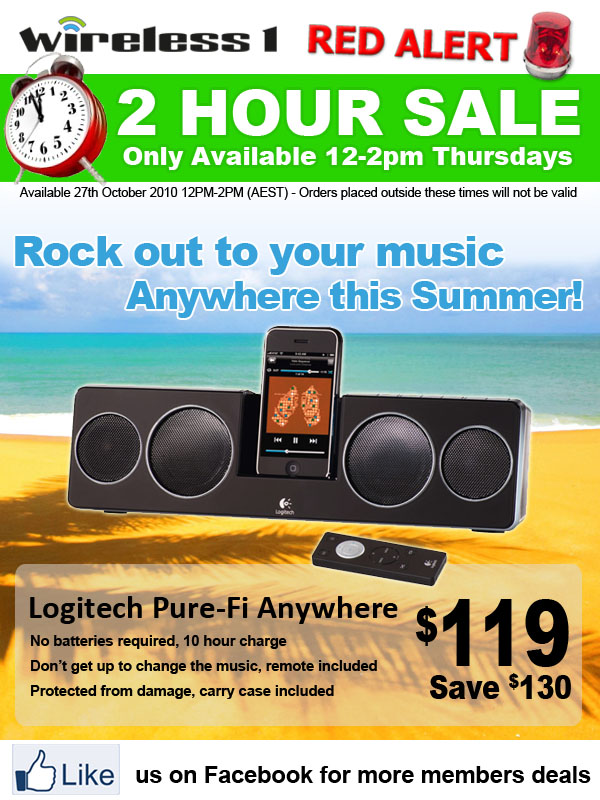 wireless 1 RED ALERT
2 HOUR SALE
Only Available 12-2pm Thursdays
Available 27th October 2010 12PM-2PM (AEST) - Orders placed outside these times will not be valid
Rock out to your music
Anywhere this Summer!
Logitech
Logitech Pure-Fi Anywhere
No batteries required, 10 hour charge
Don't get up to change the music, remote included
Protected from damage, carry case included
$119
Save $130
Like us on Facebook for more members deals